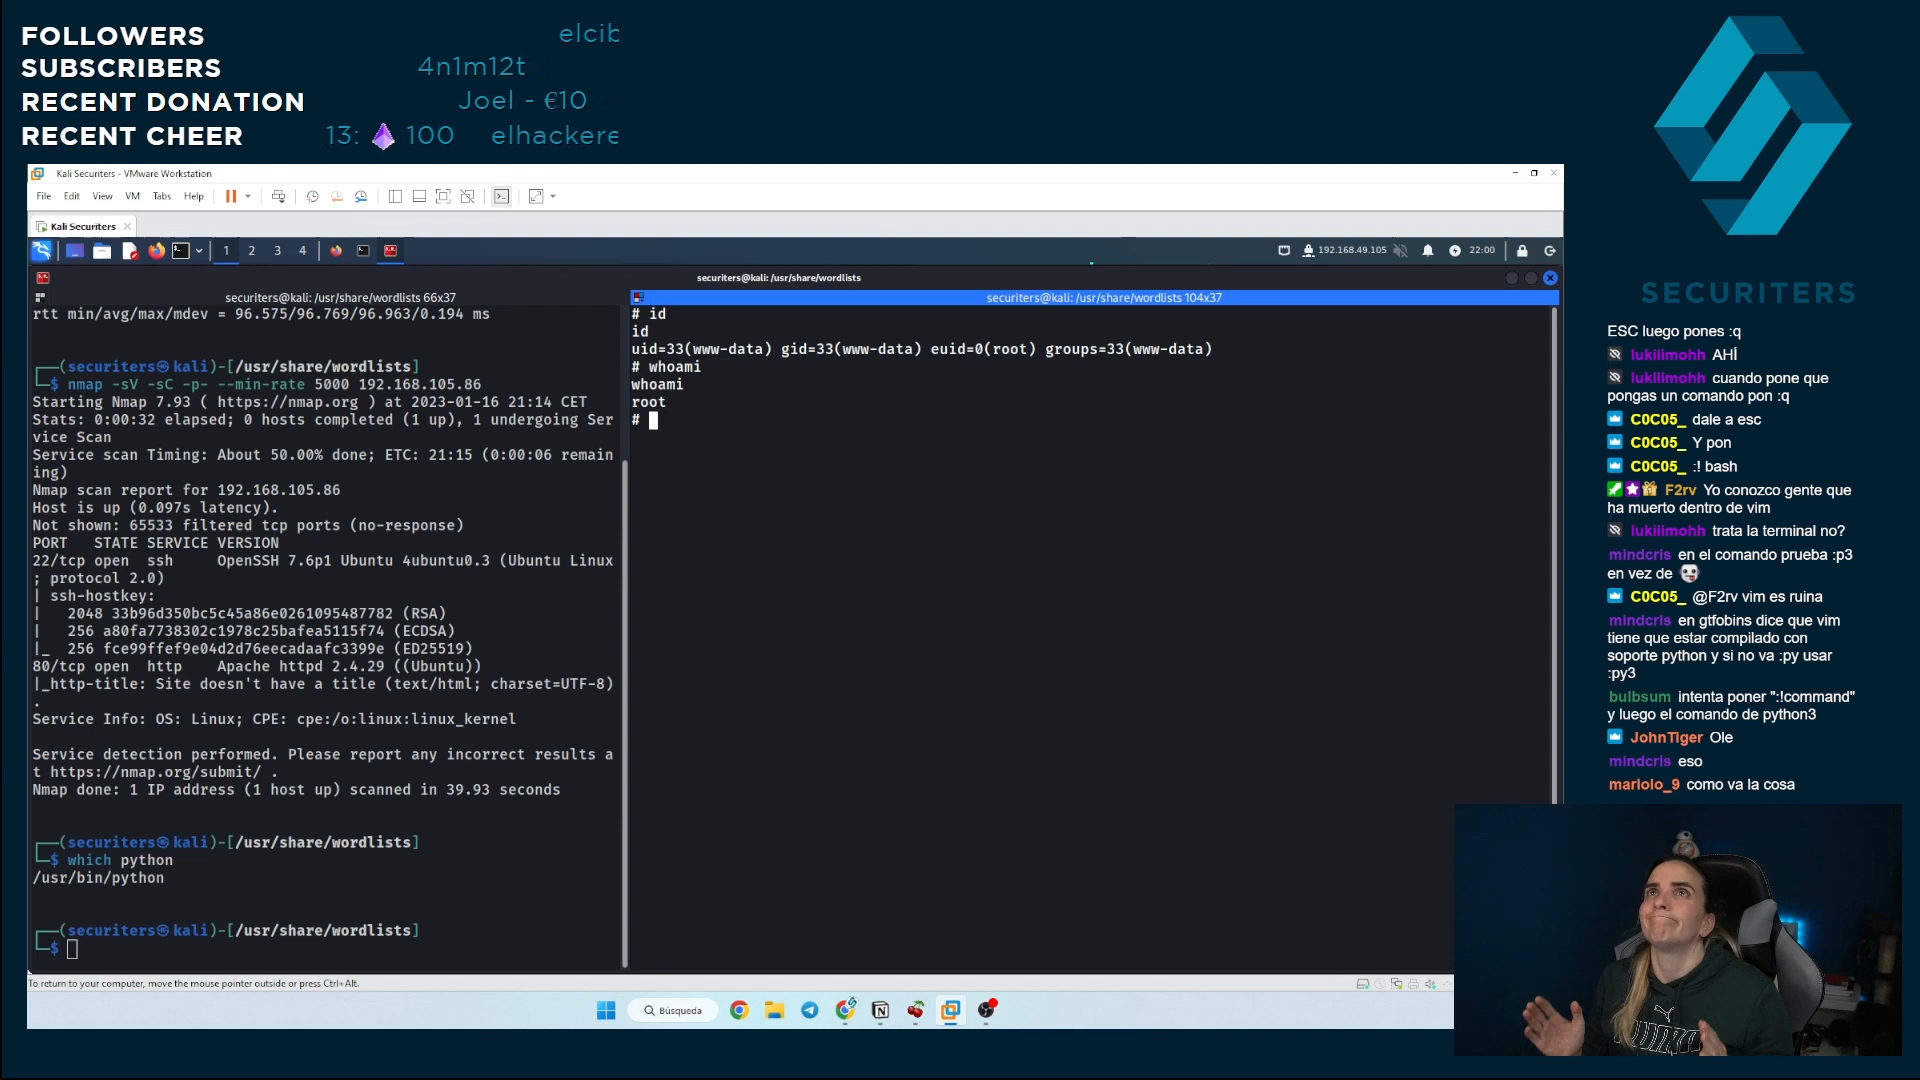 FOLLOWERS
elcib
SUBSCRIBERS
4n1m12t
RECENT DONATION
Joel - €10
RECENT CHEER
13: 100 elhackere
Kali Securiters - VMware Workstation
File Edit View VM Tabs Help
Kali Securiters
1 2 3 4
192.168.49.105
22:00
securiters@kali: /usr/share/wordlists
securiters@kali: /usr/share/wordlists 66x37
rtt min/avg/max/mdev = 96.575/96.769/96.963/0.194 ms
┌──(securiters㉿kali)-[/usr/share/wordlists]
└─$ nmap -sV -sC -p- --min-rate 5000 192.168.105.86
Starting Nmap 7.93 ( https://nmap.org ) at 2023-01-16 21:14 CET
Stats: 0:00:32 elapsed; 0 hosts completed (1 up), 1 undergoing Ser
vice Scan
Service scan Timing: About 50.00% done; ETC: 21:15 (0:00:06 remain
ing)
Nmap scan report for 192.168.105.86
Host is up (0.097s latency).
Not shown: 65533 filtered tcp ports (no-response)
PORT   STATE SERVICE VERSION
22/tcp open  ssh     OpenSSH 7.6p1 Ubuntu 4ubuntu0.3 (Ubuntu Linux
; protocol 2.0)
| ssh-hostkey:
|   2048 33b96d350bc5c45a86e0261095487782 (RSA)
|   256 a80fa7738302c1978c25bafea5115f74 (ECDSA)
|_  256 fce99ffef9e04d2d76eecadaafc3399e (ED25519)
80/tcp open  http    Apache httpd 2.4.29 ((Ubuntu))
|_http-title: Site doesn't have a title (text/html; charset=UTF-8)
.
Service Info: OS: Linux; CPE: cpe:/o:linux:linux_kernel
Service detection performed. Please report any incorrect results a
t https://nmap.org/submit/ .
Nmap done: 1 IP address (1 host up) scanned in 39.93 seconds
┌──(securiters㉿kali)-[/usr/share/wordlists]
└─$ which python
/usr/bin/python
┌──(securiters㉿kali)-[/usr/share/wordlists]
└─$
securiters@kali: /usr/share/wordlists 104x37
# id
id
uid=33(www-data) gid=33(www-data) euid=0(root) groups=33(www-data)
# whoami
whoami
root
#
To return to your computer, move the mouse pointer outside or press Ctrl+Alt.
Búsqueda
SECURITERS
ESC luego pones :q
lukiiimohh AHÍ
lukiiimohh cuando pone que
pongas un comando pon :q
C0C05_ dale a esc
C0C05_ Y pon
C0C05_ :! bash
F2rv Yo conozco gente que
ha muerto dentro de vim
lukiiimohh trata la terminal no?
mindcris en el comando prueba :p3
en vez de
C0C05_ @F2rv vim es ruina
mindcris en gtfobins dice que vim
tiene que estar compilado con
soporte python y si no va :py usar
:py3
bulbsum intenta poner ":!command"
y luego el comando de python3
JohnTiger Ole
mindcris eso
mariolo_9 como va la cosa